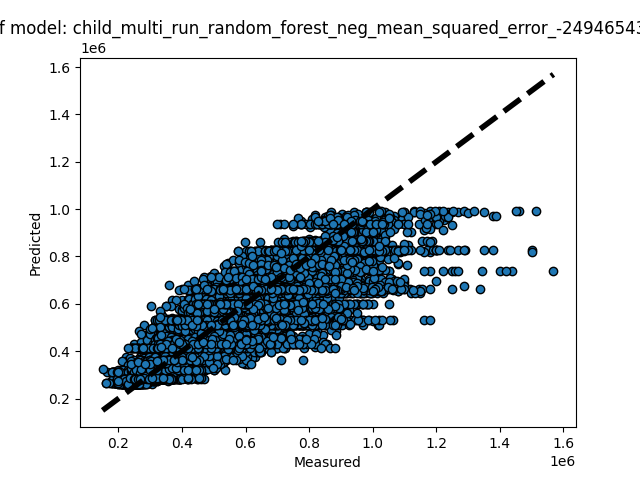 f model: child_multi_run_random_forest_neg_mean_squared_error_-24946543
1e6
1.6
1.4
1.2
1.0
0.8
0.6
0.4
0.2
Predicted
0.2 0.4 0.6 0.8 1.0 1.2 1.4 1.6
Measured
1e6